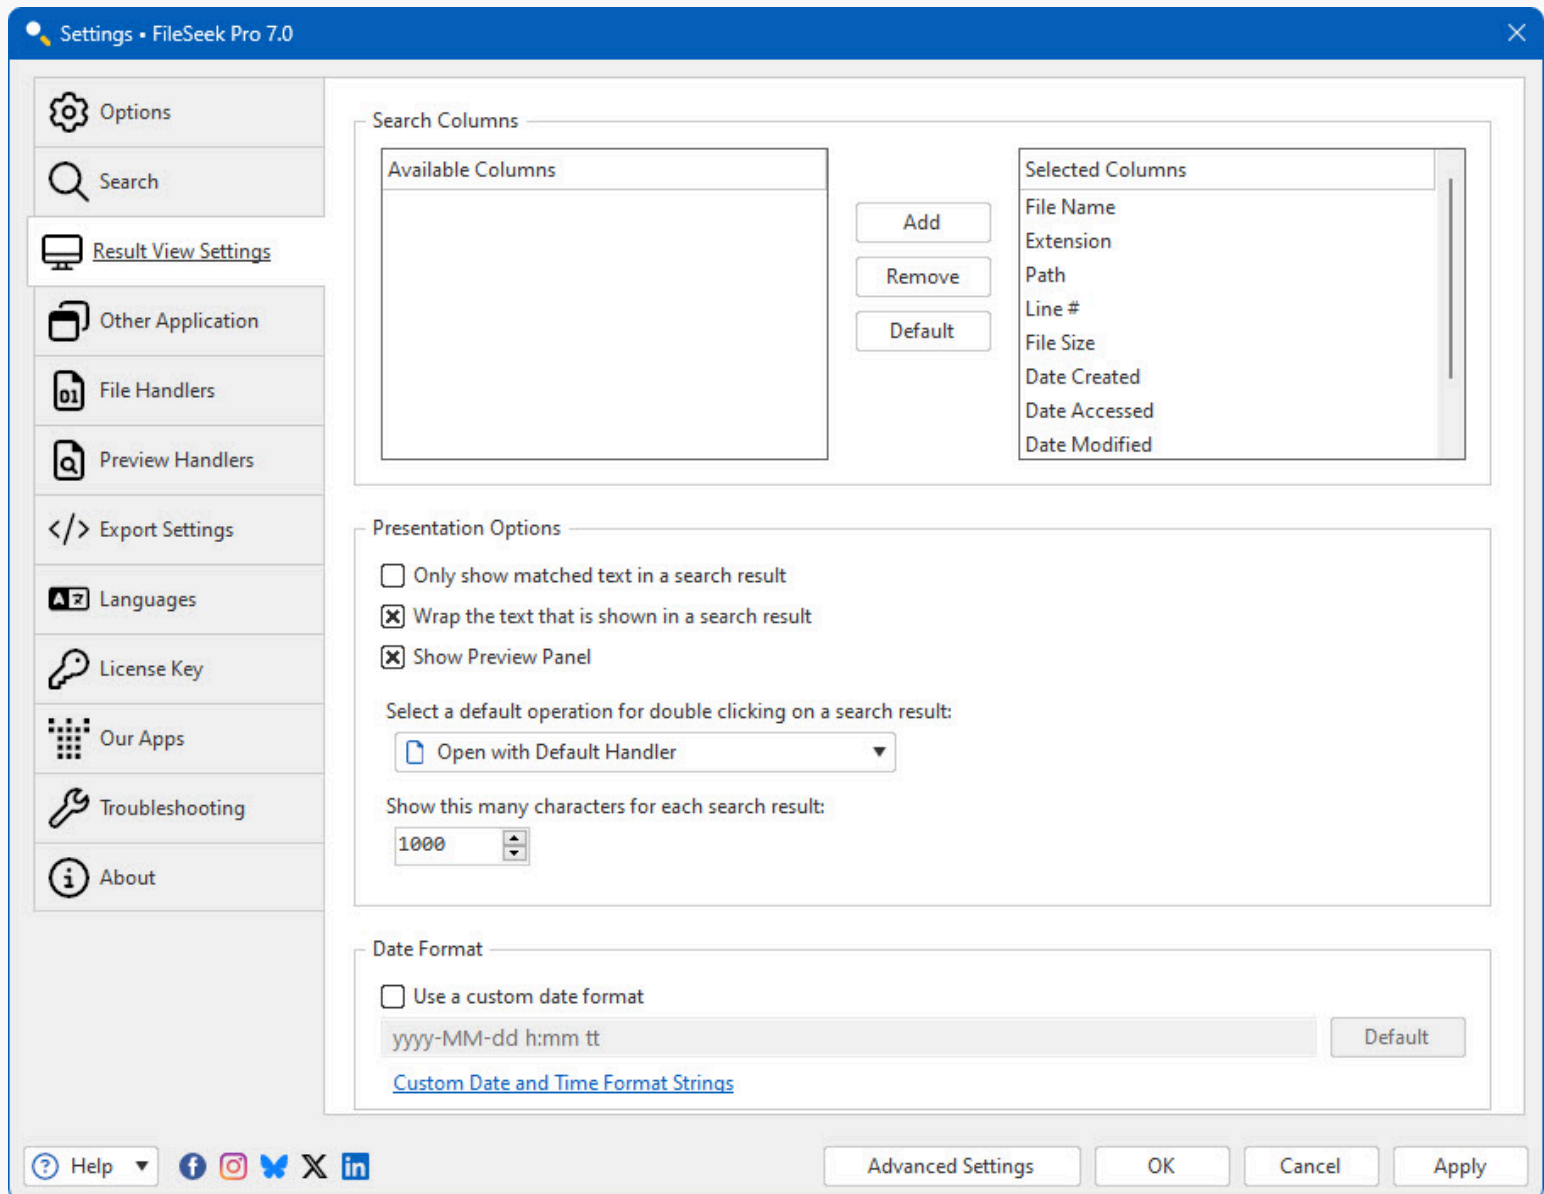 Settings • FileSeek Pro 7.0
Options
Search
Result View Settings
Other Application
File Handlers
Preview Handlers
Export Settings
Languages
License Key
Our Apps
Troubleshooting
About
Search Columns
Available Columns
Add
Remove
Default
Selected Columns
File Name
Extension
Path
Line #
File Size
Date Created
Date Accessed
Date Modified
Presentation Options
Only show matched text in a search result
Wrap the text that is shown in a search result
Show Preview Panel
Select a default operation for double clicking on a search result:
Open with Default Handler
Show this many characters for each search result:
1000
Date Format
Use a custom date format
yyyy-MM-dd h:mm tt
Default
Custom Date and Time Format Strings
Help
Advanced Settings
OK
Cancel
Apply